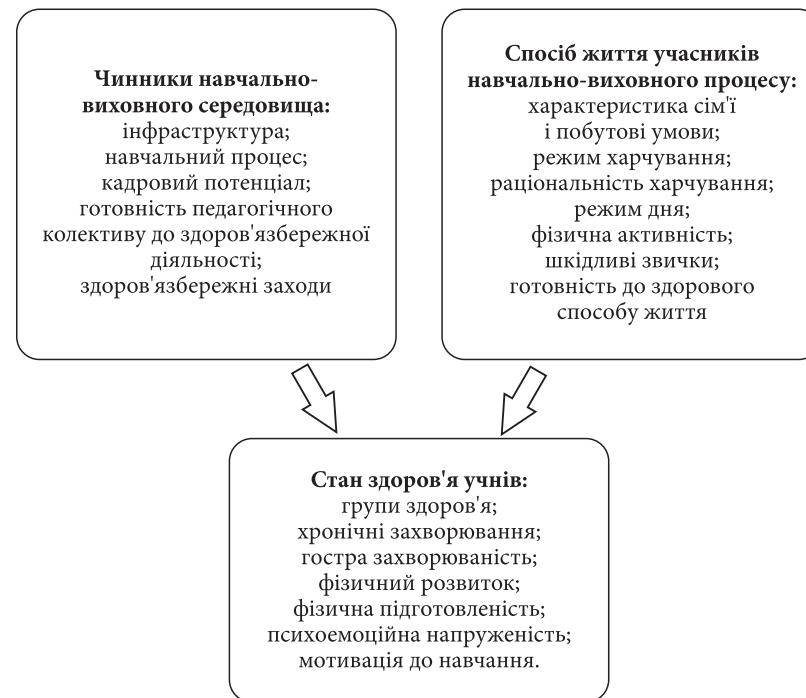 Чинники навчально-
виховного середовища:
інфраструктура;
навчальний процес;
кадровий потенціал;
готовність педагогічного
колективу до здоров'язбережної
діяльності;
здоров'язбережні заходи
Спосіб життя учасників
навчально-виховного процесу:
характеристика сім'ї
і побутові умови;
режим харчування;
раціональність харчування;
режим дня;
фізична активність;
шкідливі звички;
готовність до здорового
способу життя
Стан здоров'я учнів:
групи здоров'я;
хронічні захворювання;
гостра захворюваність;
фізичний розвиток;
фізична підготовленість;
психоемоційна напруженість;
мотивація до навчання.